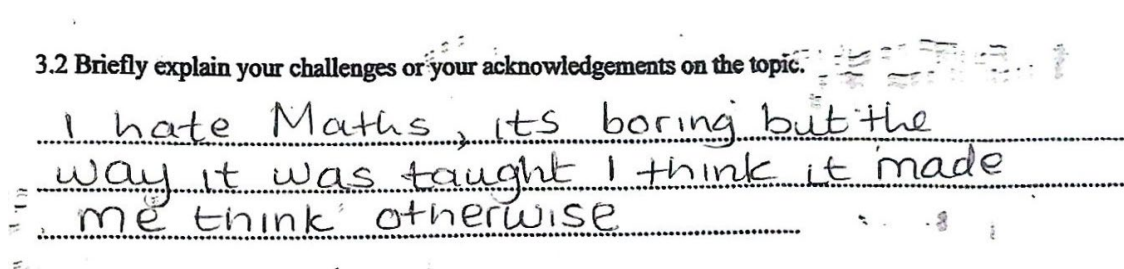 3.2 Briefly explain your challenges or your acknowledgements on the topic.
I hate Maths, its boring but the
way it was taught I think it made
me think otherwise